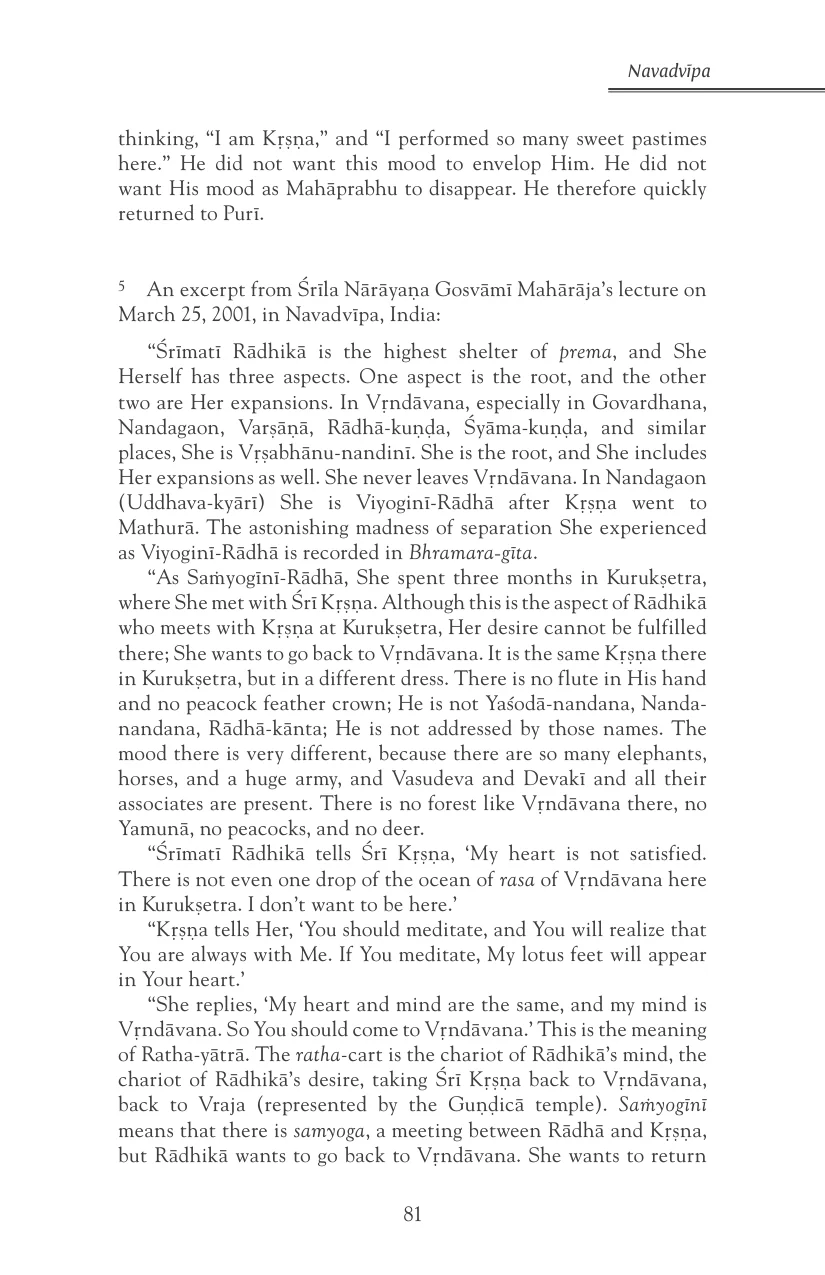 Navadvīpa
thinking, “I am Kṛṣṇa,” and “I performed so many sweet pastimes
here.” He did not want this mood to envelop Him. He did not
want His mood as Mahāprabhu to disappear. He therefore quickly
returned to Purī.
5 An excerpt from Śrīla Nārāyaṇa Gosvāmī Mahārāja’s lecture on
March 25, 2001, in Navadvīpa, India:
“Śrīmatī Rādhikā is the highest shelter of prema, and She
Herself has three aspects. One aspect is the root, and the other
two are Her expansions. In Vṛndāvana, especially in Govardhana,
Nandagaon, Varṣāṇā, Rādhā-kuṇḍa, Śyāma-kuṇḍa, and similar
places, She is Vṛṣabhānu-nandinī. She is the root, and She includes
Her expansions as well. She never leaves Vṛndāvana. In Nandagaon
(Uddhava-kyārī) She is Viyoginī-Rādhā after Kṛṣṇa went to
Mathurā. The astonishing madness of separation She experienced
as Viyoginī-Rādhā is recorded in Bhramara-gīta.
“As Saṁyogīnī-Rādhā, She spent three months in Kurukṣetra,
where She met with Śrī Kṛṣṇa. Although this is the aspect of Rādhikā
who meets with Kṛṣṇa at Kurukṣetra, Her desire cannot be fulfilled
there; She wants to go back to Vṛndāvana. It is the same Kṛṣṇa there
in Kurukṣetra, but in a different dress. There is no flute in His hand
and no peacock feather crown; He is not Yaśodā-nandana, Nanda-
nandana, Rādhā-kānta; He is not addressed by those names. The
mood there is very different, because there are so many elephants,
horses, and a huge army, and Vasudeva and Devakī and all their
associates are present. There is no forest like Vṛndāvana there, no
Yamunā, no peacocks, and no deer.
“Śrīmatī Rādhikā tells Śrī Kṛṣṇa, ‘My heart is not satisfied.
There is not even one drop of the ocean of rasa of Vṛndāvana here
in Kurukṣetra. I don’t want to be here.’
“Kṛṣṇa tells Her, ‘You should meditate, and You will realize that
You are always with Me. If You meditate, My lotus feet will appear
in Your heart.’
“She replies, ‘My heart and mind are the same, and my mind is
Vṛndāvana. So You should come to Vṛndāvana.’ This is the meaning
of Ratha-yātrā. The ratha-cart is the chariot of Rādhikā’s mind, the
chariot of Rādhikā’s desire, taking Śrī Kṛṣṇa back to Vṛndāvana,
back to Vraja (represented by the Guṇḍicā temple). Saṁyogīnī
means that there is samyoga, a meeting between Rādhā and Kṛṣṇa,
but Rādhikā wants to go back to Vṛndāvana. She wants to return
81